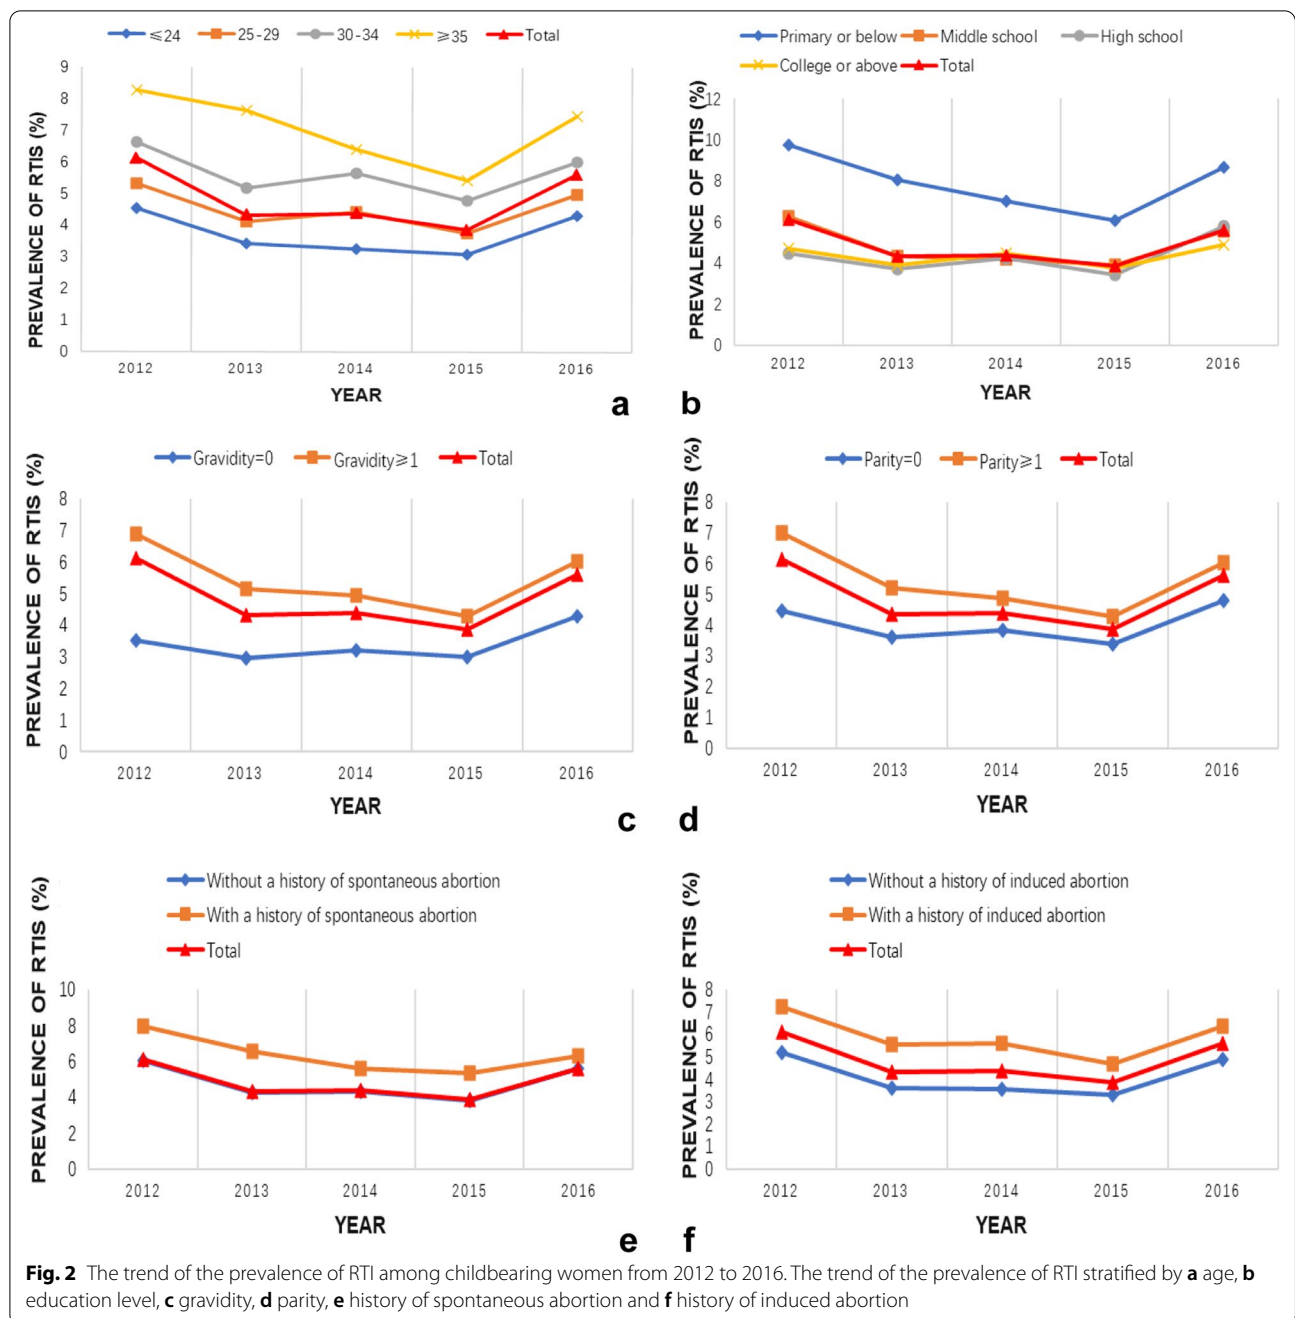 ≤24 25-29 30-34 ≥35 Total
PREVALENCE OF RTIS (%)
9
8
7
6
5
4
3
2
1
0
2012 2013 2014 2015 2016
YEAR
a
Primary or below Middle school High school
College or above Total
PREVALENCE OF RTIS (%)
12
10
8
6
4
2
0
2012 2013 2014 2015 2016
YEAR
b
Gravidity=0 Gravidity≥1 Total
PREVALENCE OF RTIS (%)
8
7
6
5
4
3
2
1
0
2012 2013 2014 2015 2016
YEAR
c
Parity=0 Parity≥1 Total
PREVALENCE OF RTIS (%)
8
7
6
5
4
3
2
1
0
2012 2013 2014 2015 2016
YEAR
d
Without a history of spontaneous abortion
With a history of spontaneous abortion
Total
PREVALENCE OF RTIS (%)
10
8
6
4
2
0
2012 2013 2014 2015 2016
YEAR
e
Without a history of induced abortion
With a history of induced abortion
Total
PREVALENCE OF RTIS (%)
8
7
6
5
4
3
2
1
0
2012 2013 2014 2015 2016
YEAR
f
Fig. 2 The trend of the prevalence of RTI among childbearing women from 2012 to 2016. The trend of the prevalence of RTI stratified by a age, b
education level, c gravidity, d parity, e history of spontaneous abortion and f history of induced abortion